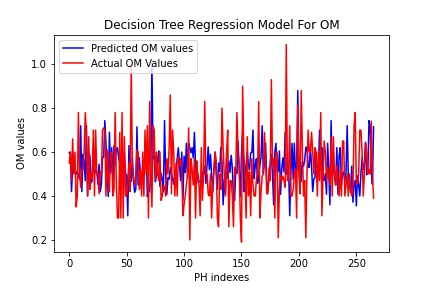 Decision Tree Regression Model For OM
Predicted OM values
Actual OM Values
OM values
1.0
0.8
0.6
0.4
0.2
0 50 100 150 200 250
PH indexes